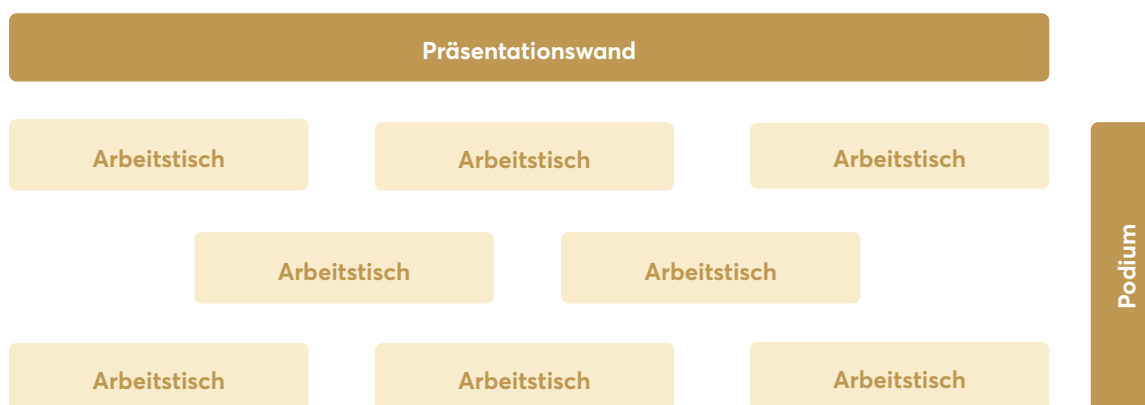 Präsentationswand
Arbeitstisch
Arbeitstisch
Arbeitstisch
Arbeitstisch
Arbeitstisch
Podium
Arbeitstisch
Arbeitstisch
Arbeitstisch